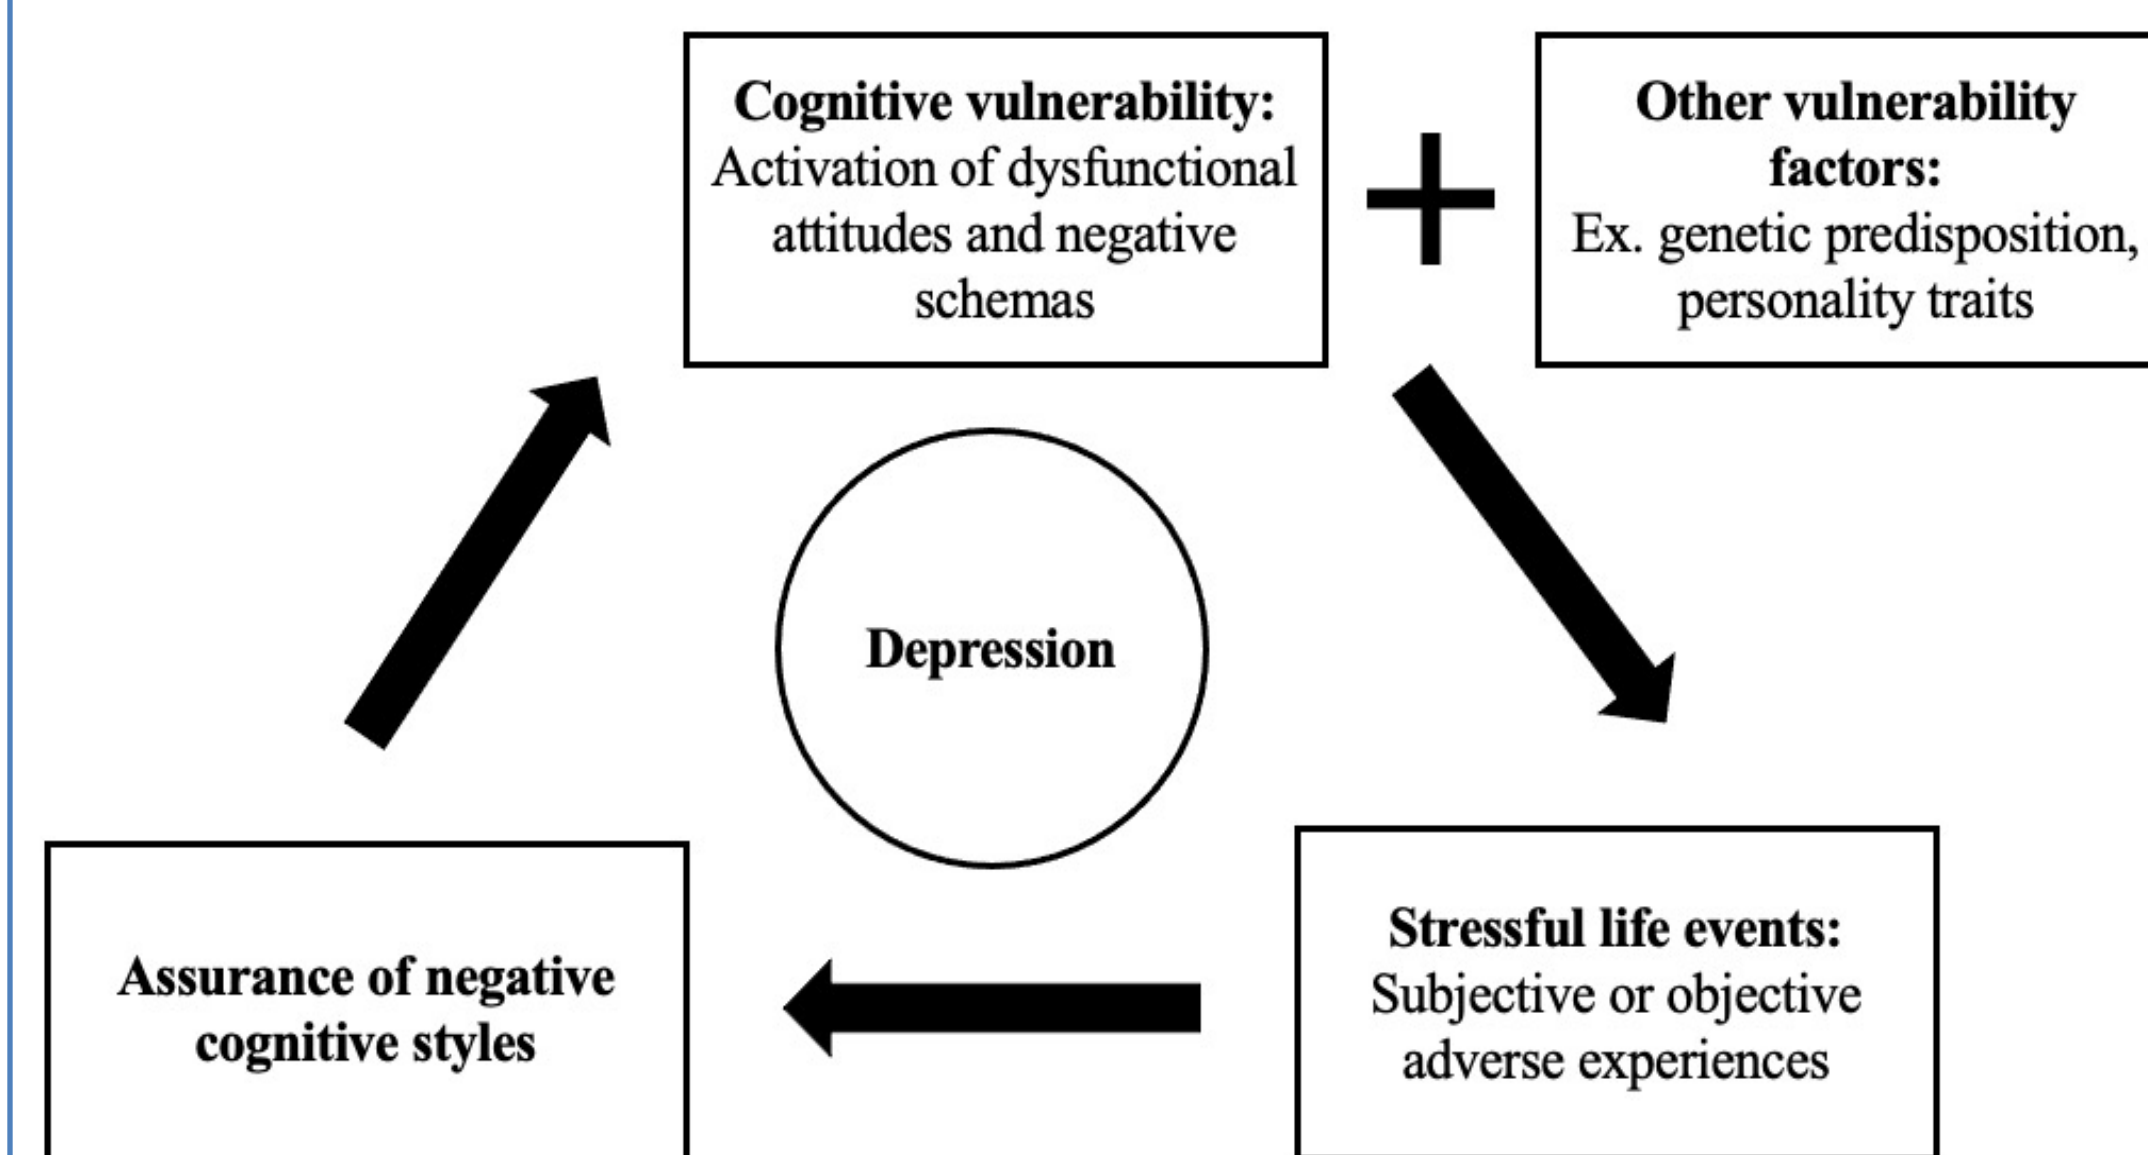 Cognitive vulnerability:
Activation of dysfunctional
attitudes and negative
schemas
Other vulnerability
factors:
Ex. genetic predisposition,
personality traits
Depression
Assurance of negative
cognitive styles
Stressful life events:
Subjective or objective
adverse experiences